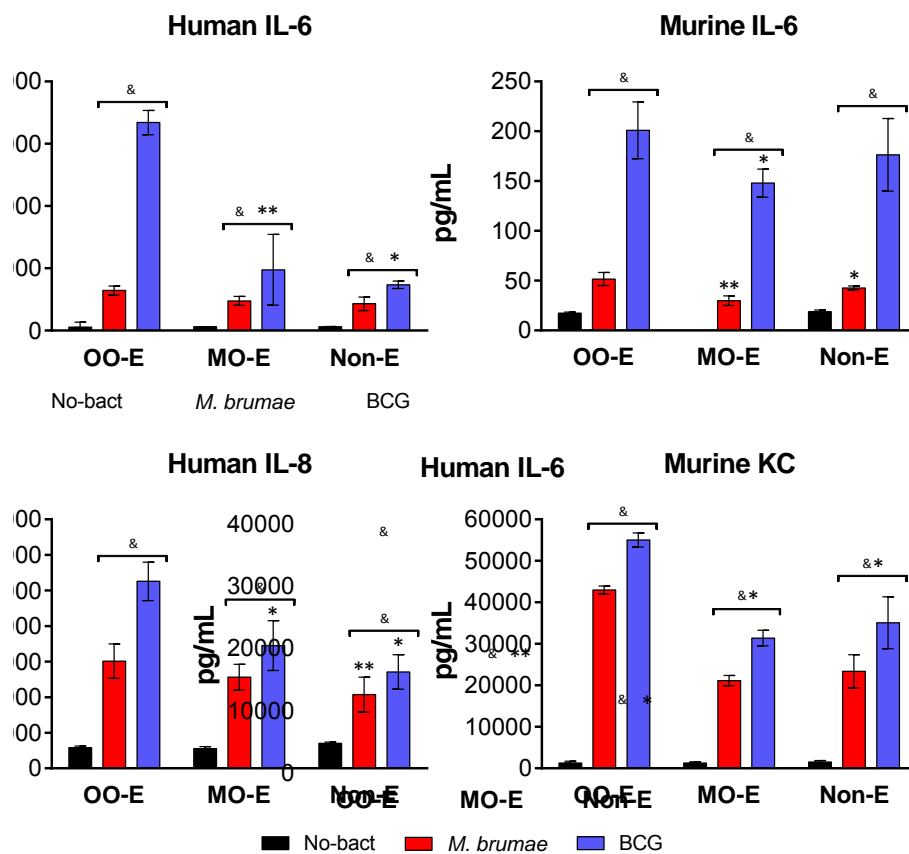 Human IL-6
&
& **
& *
0
OO-E MO-E Non-E
No-bact M. brumae BCG
Murine IL-6
pg/mL
250
200
150
100
50
0
&
&
*
**
&
*
OO-E MO-E Non-E
Human IL-8
&
&
*
&
*
**
0
OO-E MO-E Non-E
Human IL-6
pg/mL
40000
30000
20000
10000
0
&
& **
& *
OO-E MO-E Non-E
Murine KC
60000
50000
40000
30000
20000
10000
0
&
&*
&*
OO-E MO-E Non-E
No-bact M. brumae BCG